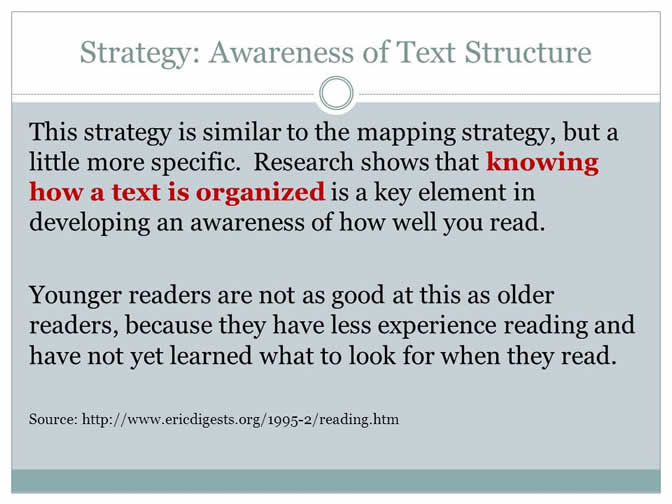 Strategy: Awareness of Text Structure
This strategy is similar to the mapping strategy, but a
little more specific.  Research shows that knowing
how a text is organized is a key element in
developing an awareness of how well you read.
Younger readers are not as good at this as older
readers, because they have less experience reading and
have not yet learned what to look for when they read.
Source: http://www.ericdigests.org/1995-2/reading.htm